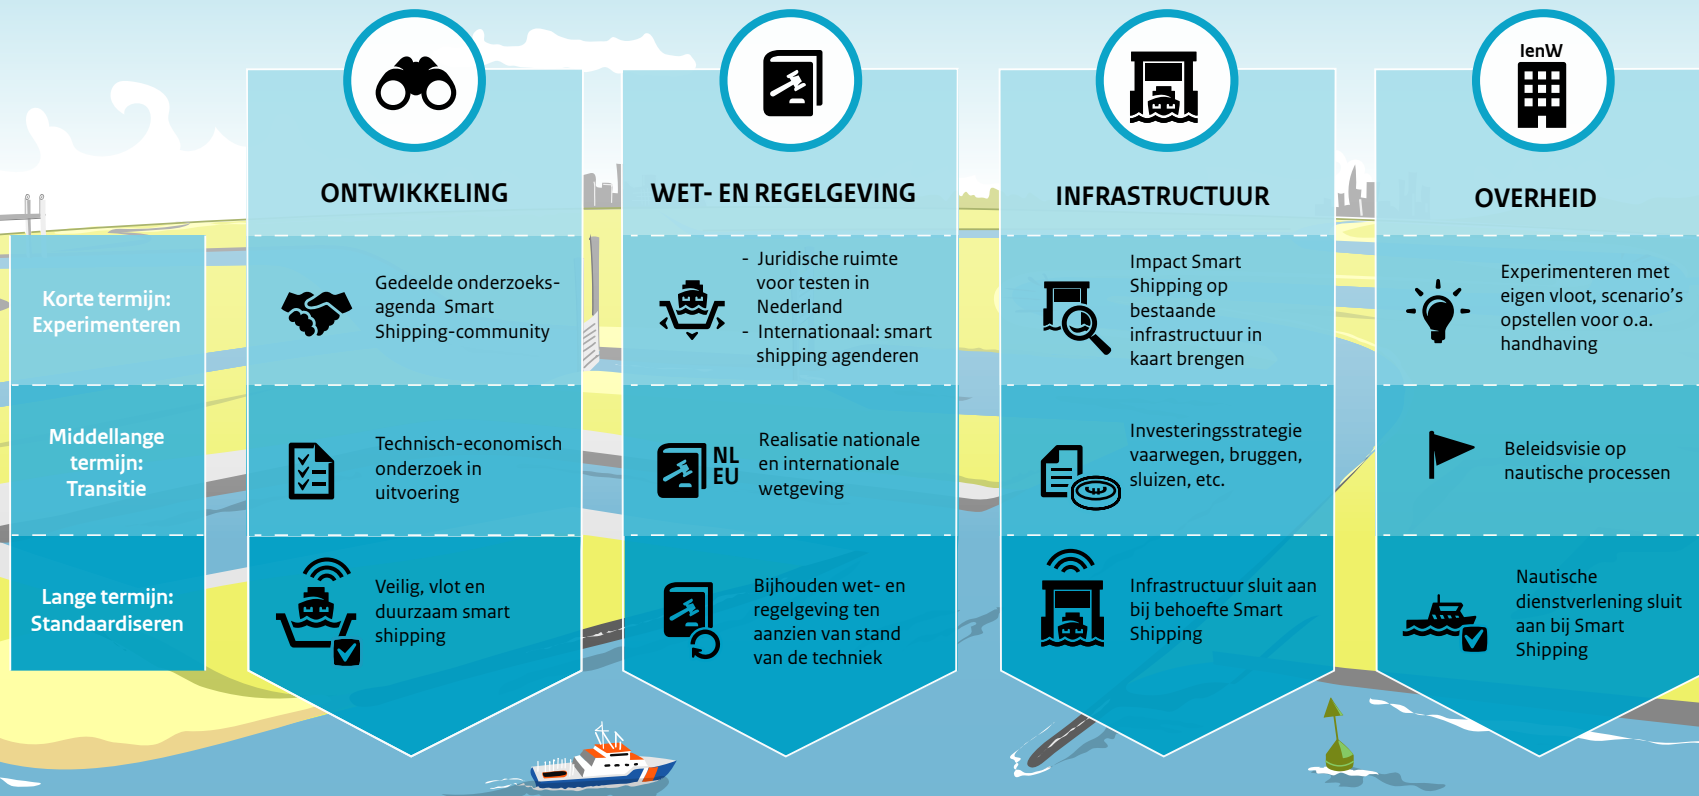 IenW
ONTWIKKELING
WET- EN REGELGEVING
INFRASTRUCTUUR
OVERHEID
Korte termijn:
Experimenteren
Gedeelde onderzoeks-
agenda Smart
Shipping-community
- Juridische ruimte
voor testen in
Nederland
- Internationaal: smart
shipping agenderen
Impact Smart
Shipping op
bestaande
infrastructuur in
kaart brengen
Experimenteren met
eigen vloot, scenario's
opstellen voor o.a.
handhaving
Middellange
termijn:
Transitie
Technisch-economisch
onderzoek in
uitvoering
NL
EU
Realisatie nationale
en internationale
wetgeving
Investeringsstrategie
vaarwegen, bruggen,
sluizen, etc.
Beleidsvisie op
nautische processen
Lange termijn:
Standaardiseren
Veilig, vlot en
duurzaam smart
shipping
Bijhouden wet- en
regelgeving ten
aanzien van stand
van de techniek
Infrastructuur sluit aan
bij behoefte Smart
Shipping
Nautische
dienstverlening sluit
aan bij Smart
Shipping